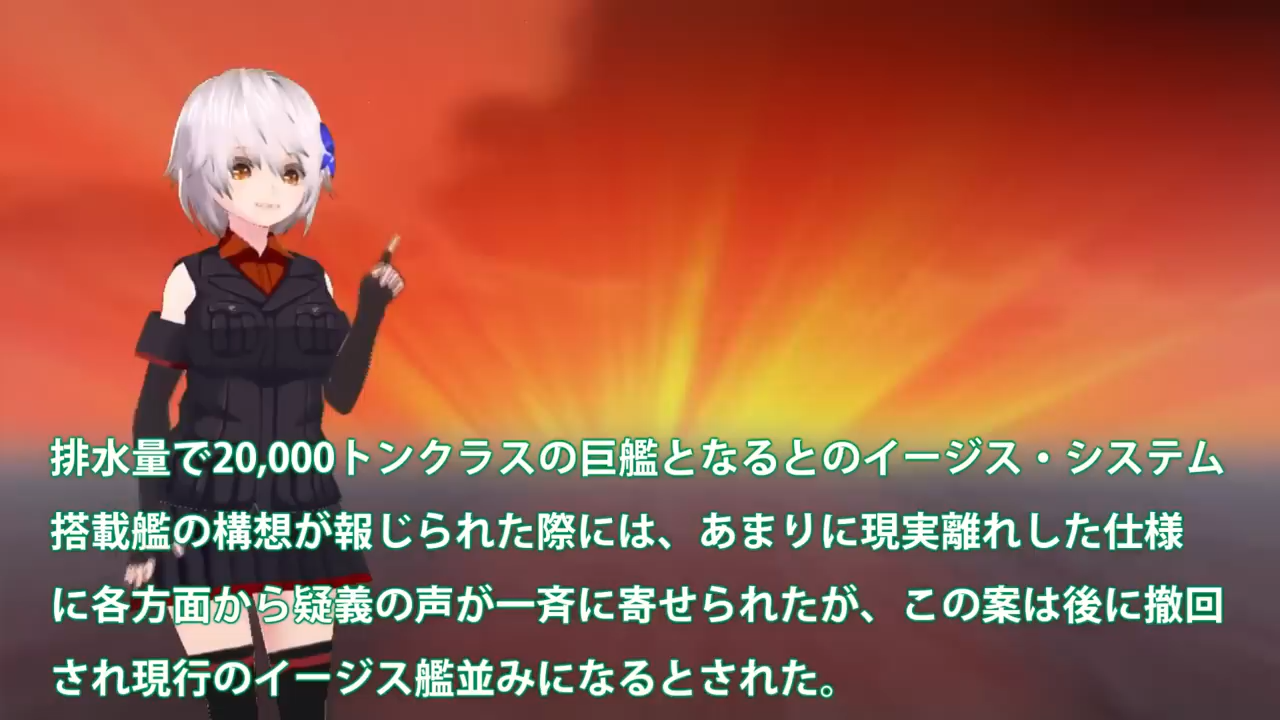 排水量で20,000トンクラスの巨艦となるとのイージス・システム
搭載艦の構想が報じられた際には、あまりに現実離れした仕様
に各方面から疑義の声が一斉に寄せられたが、この案は後に撤回
され現行のイージス艦並みになるとされた。